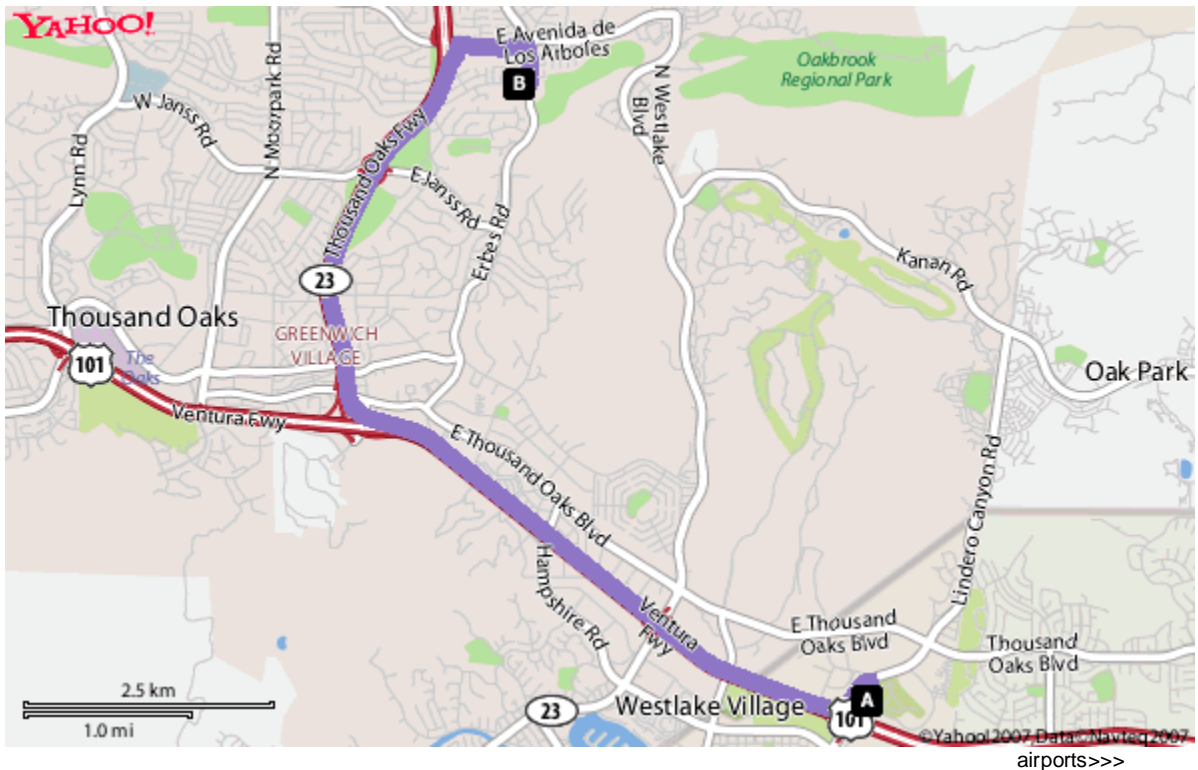 YAHOO!
E Avenida de
Los Arboles
B
Oakbrook
Regional Park
N Moorpark Rd
W Janss Rd
N Westlake
Blvd
Lynn Rd
Thousand Oaks Fwy
E Janss Rd
Erbes Rd
Kanan Rd
23
Thousand Oaks
GREENWICH
VILLAGE
101
The
Oaks
Oak Park
Ventura Fwy
E Thousand Oaks Blvd
Lindero Canyon Rd
Hampshire Rd
Ventura
Fwy
E Thousand
Oaks Blvd
Thousand
Oaks Blvd
2.5 km
1.0 mi
23
Westlake Village
A
101
©Yahoo! 2007 Data©Navteq 2007
airports>>>